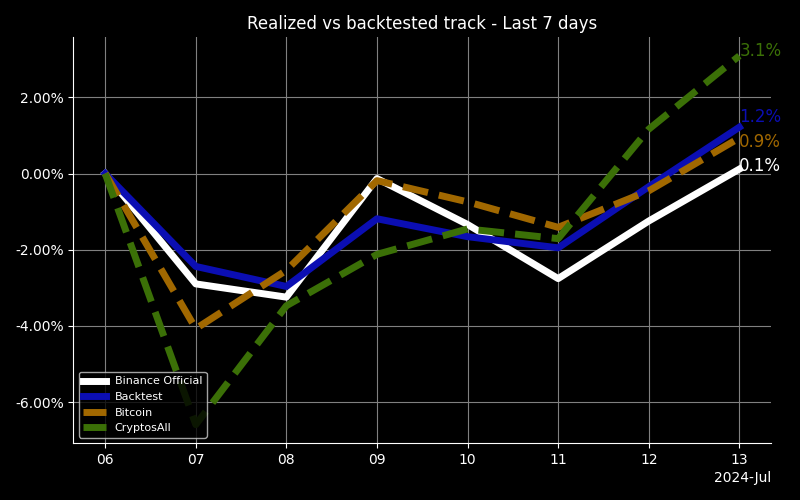 Realized vs backtested track - Last 7 days
3.1%
2.00%
1.2%
0.9%
0.00%
0.1%
-2.00%
-4.00%
-6.00%
Binance Official
Backtest
Bitcoin
CryptosAll
06 07 08 09 10 11 12 13
2024-Jul